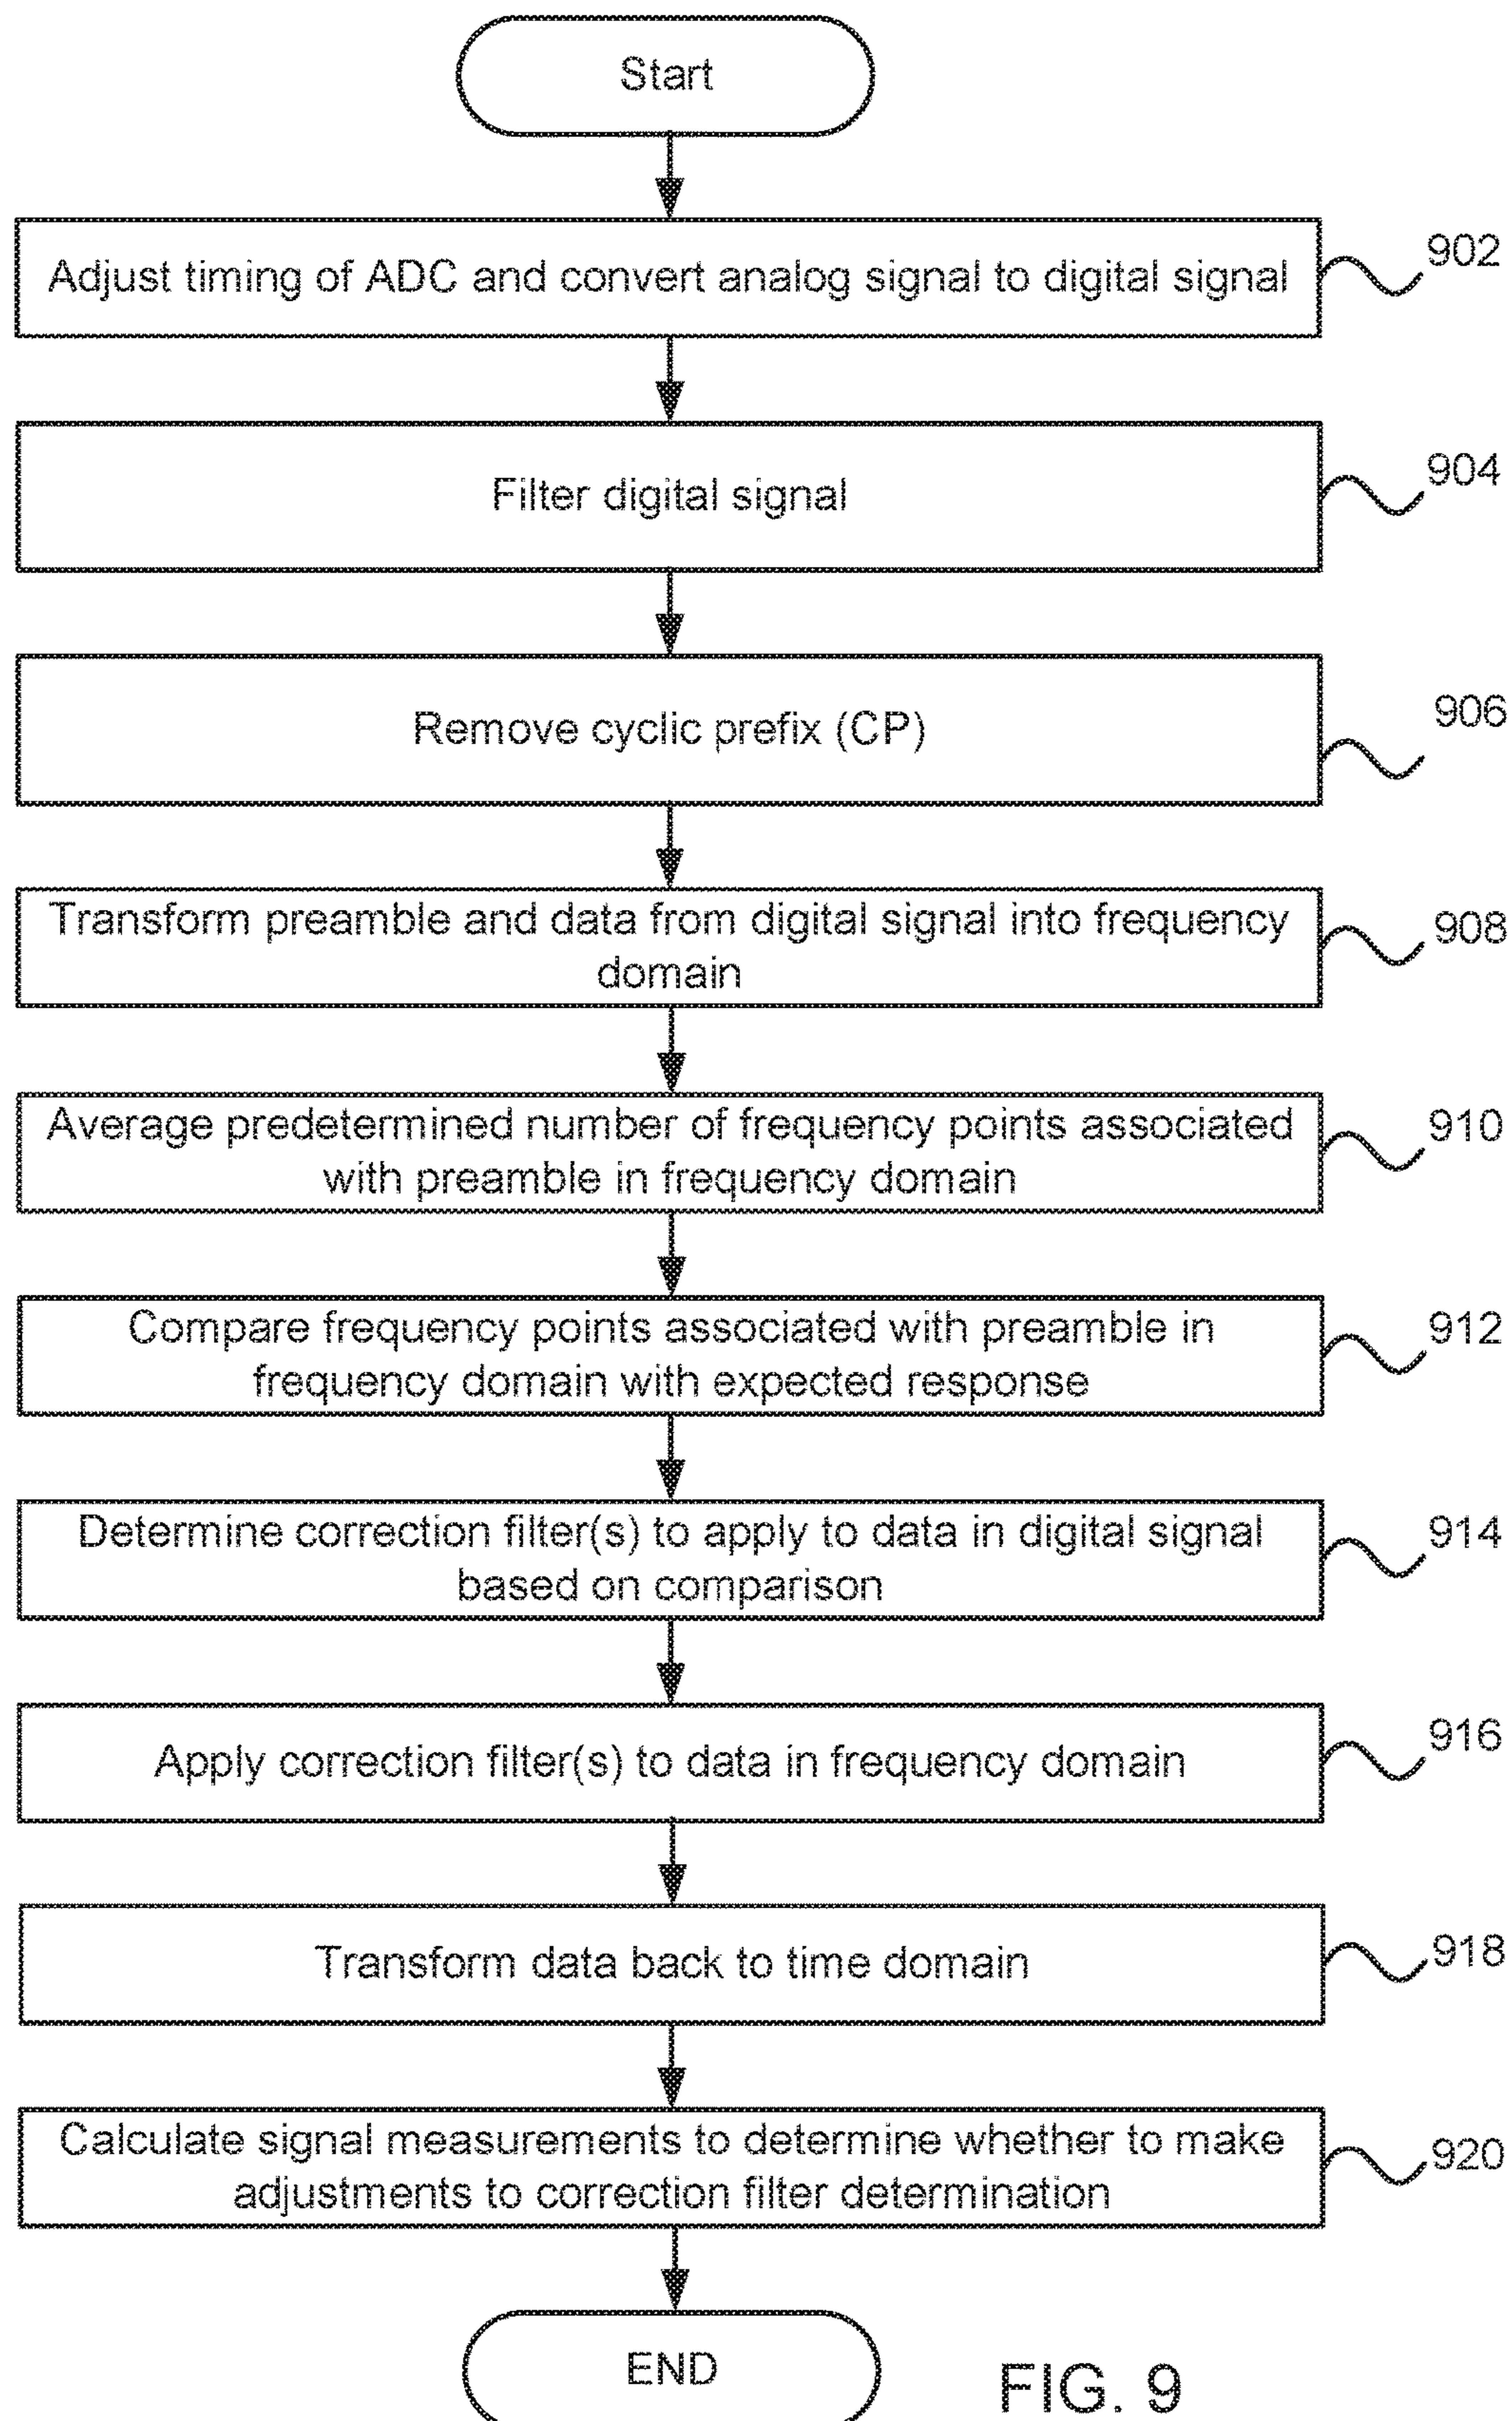 Start
Adjust timing of ADC and convert analog signal to digital signal
902
Filter digital signal
904
Remove cyclic prefix (CP)
906
Transform preamble and data from digital signal into frequency
domain
908
Average predetermined number of frequency points associated
with preamble in frequency domain
910
Compare frequency points associated with preamble in
frequency domain with expected response
912
Determine correction filter(s) to apply to data in digital signal
based on comparison
914
Apply correction filter(s) to data in frequency domain
916
Transform data back to time domain
918
Calculate signal measurements to determine whether to make
adjustments to correction filter determination
920
END
FIG. 9